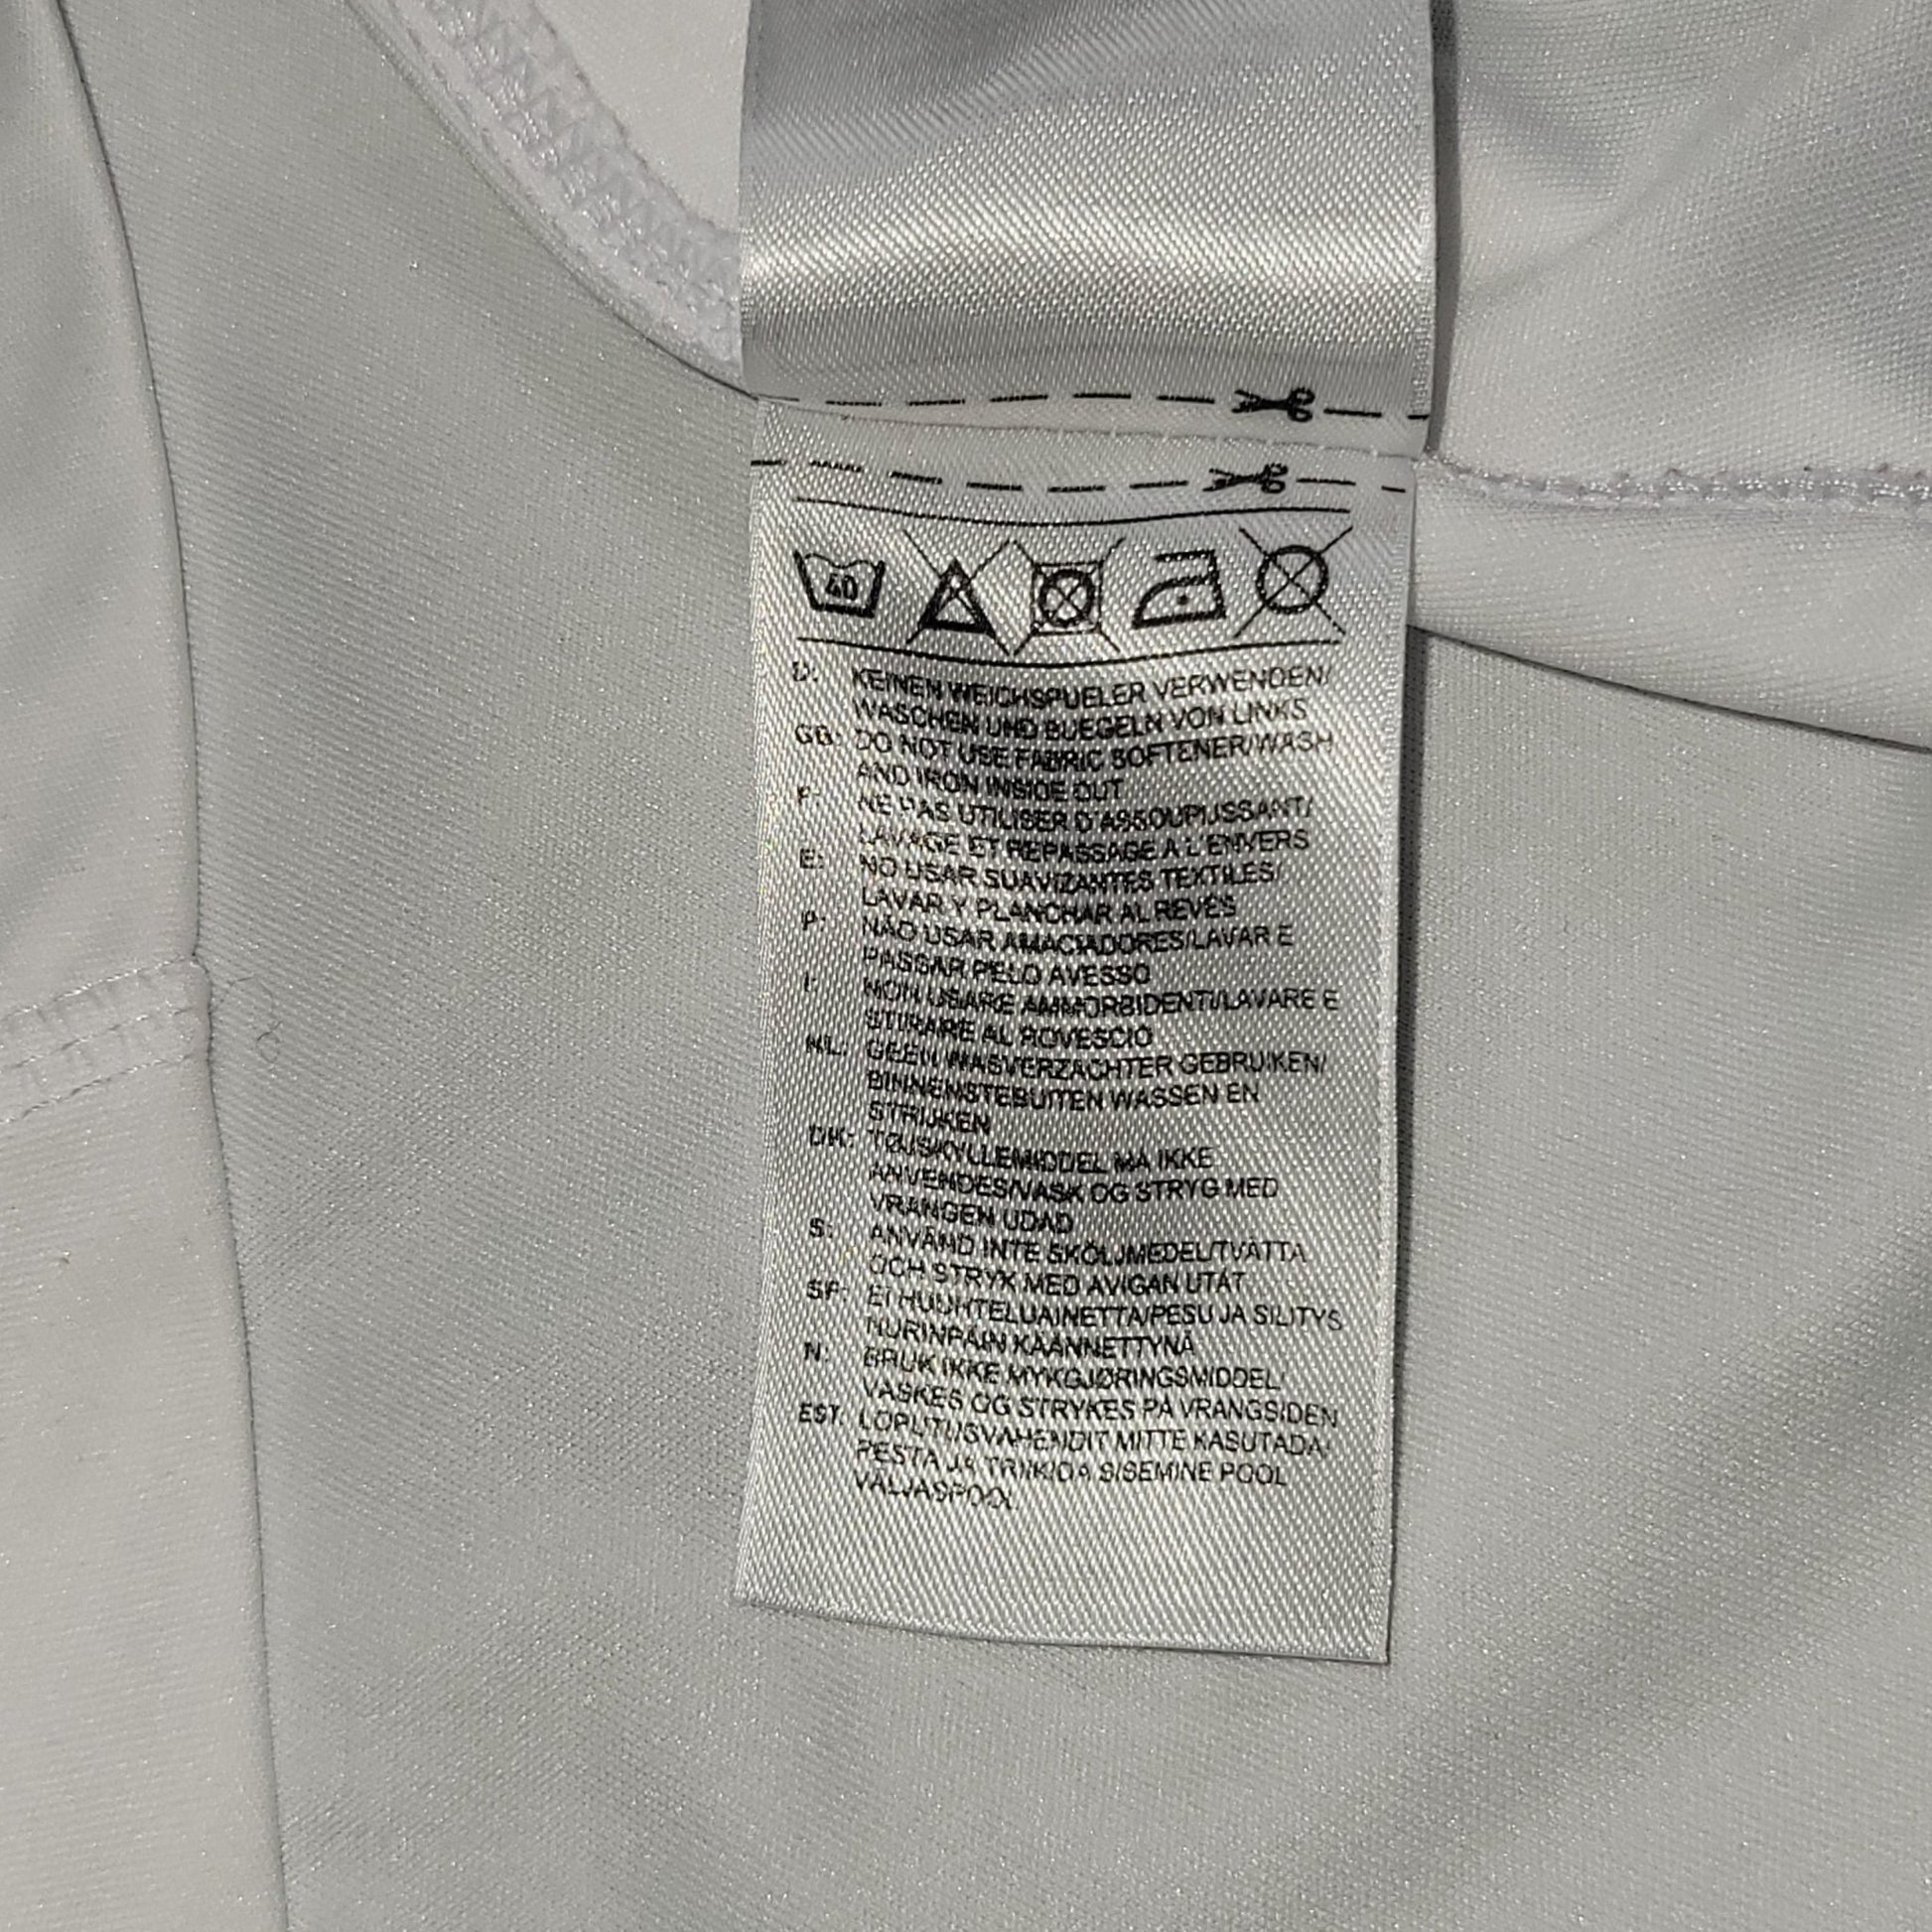 40
D: KEINEN WEICHSPUELER VERWENDEN/
WASCHEN UND BUEGELN VON LINKS
GB: DO NOT USE FABRIC SOFTENER/WASH
AND IRON INSIDE OUT
F: NE PAS UTILISER D'ASSOUPLISSANT/
LAVAGE ET REPASSAGE A L'ENVERS
E: NO USAR SUAVIZANTES TEXTILES/
LAVAR Y PLANCHAR AL REVÉS
P: NÃO USAR AMACIADORES/LAVAR E
PASSAR PELO AVESSO
I: NON USARE AMMORBIDENTI/LAVARE E
STIRARE AL ROVESCIO
NL: GEEN WASVERZACHTER GEBRUIKEN/
BINNENSTEBUITEN WASSEN EN
STRIJKEN
DK: TØJSKYLLEMIDDEL MA IKKE
ANVENDES/VASK OG STRYG MED
VRANGEN UDAD
S: ANVÄND INTE SKÖLJMEDEL/TVÄTTA
OCH STRYK MED AVIGAN UTÅT
SF: EI HUUHTELUAINETTA/PESU JA SILITYS
NURINPÄIN KÄÄNNETTYNÄ
N: BRUK IKKE MYKGJØRINGSMIDDEL/
VASKES OG STRYKES PÅ VRANGSIDEN
EST: LOPUTUSVAHENDIT MITTE KASUTADA/
PESTA JA TRIIKIDA SISEMINE POOL
VÄLJASPOOL